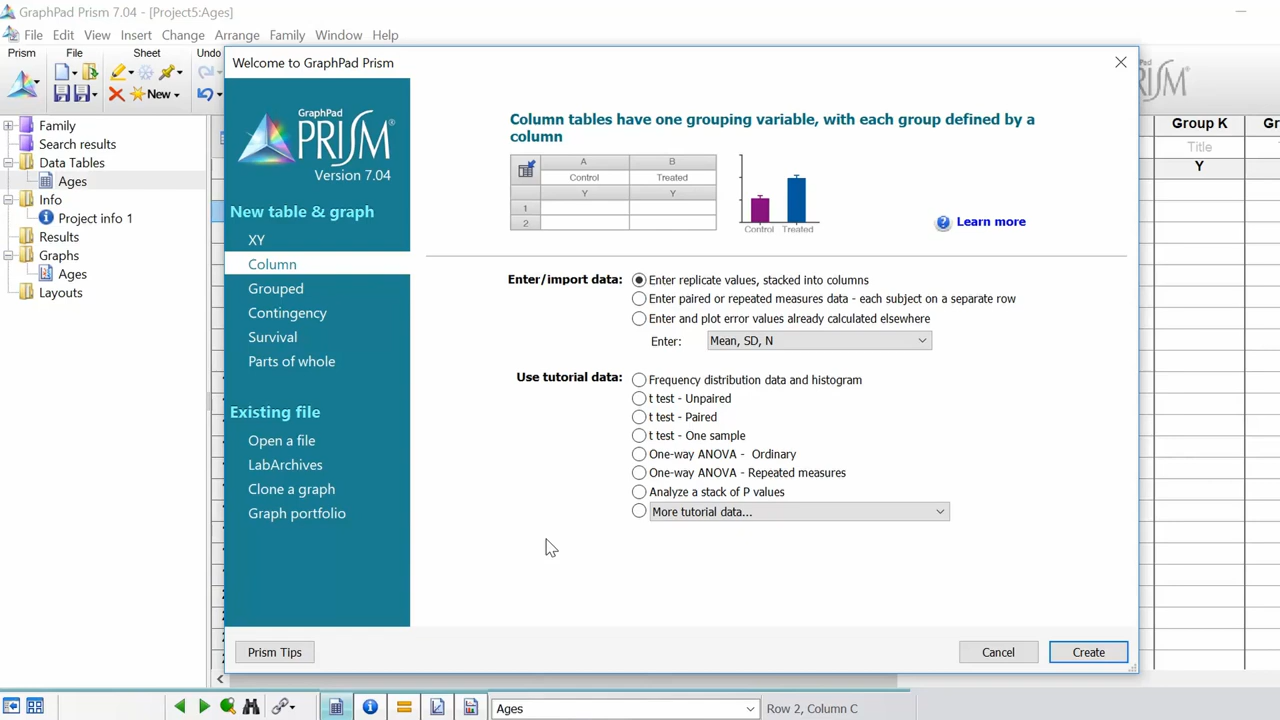 GraphPad Prism 7.04 - [Project5:Ages]
File Edit View Insert Change Arrange Family Window Help
Prism File Sheet Undo
New
Family
Search results
Data Tables
Ages
Info
Project info 1
Results
Graphs
Ages
Layouts
Welcome to GraphPad Prism
GraphPad
PRISM
Version 7.04
New table & graph
XY
Column
Grouped
Contingency
Survival
Parts of whole
Existing file
Open a file
LabArchives
Clone a graph
Graph portfolio
Prism Tips
Column tables have one grouping variable, with each group defined by a
column
A B
Control Treated
Y Y
1
2
Control Treated
Learn more
Enter/import data:
Enter replicate values, stacked into columns
Enter paired or repeated measures data - each subject on a separate row
Enter and plot error values already calculated elsewhere
Enter: Mean, SD, N
Use tutorial data:
Frequency distribution data and histogram
t test - Unpaired
t test - Paired
t test - One sample
One-way ANOVA - Ordinary
One-way ANOVA - Repeated measures
Analyze a stack of P values
More tutorial data...
Cancel Create
Group K
Title
Y
Ages
Row 2, Column C